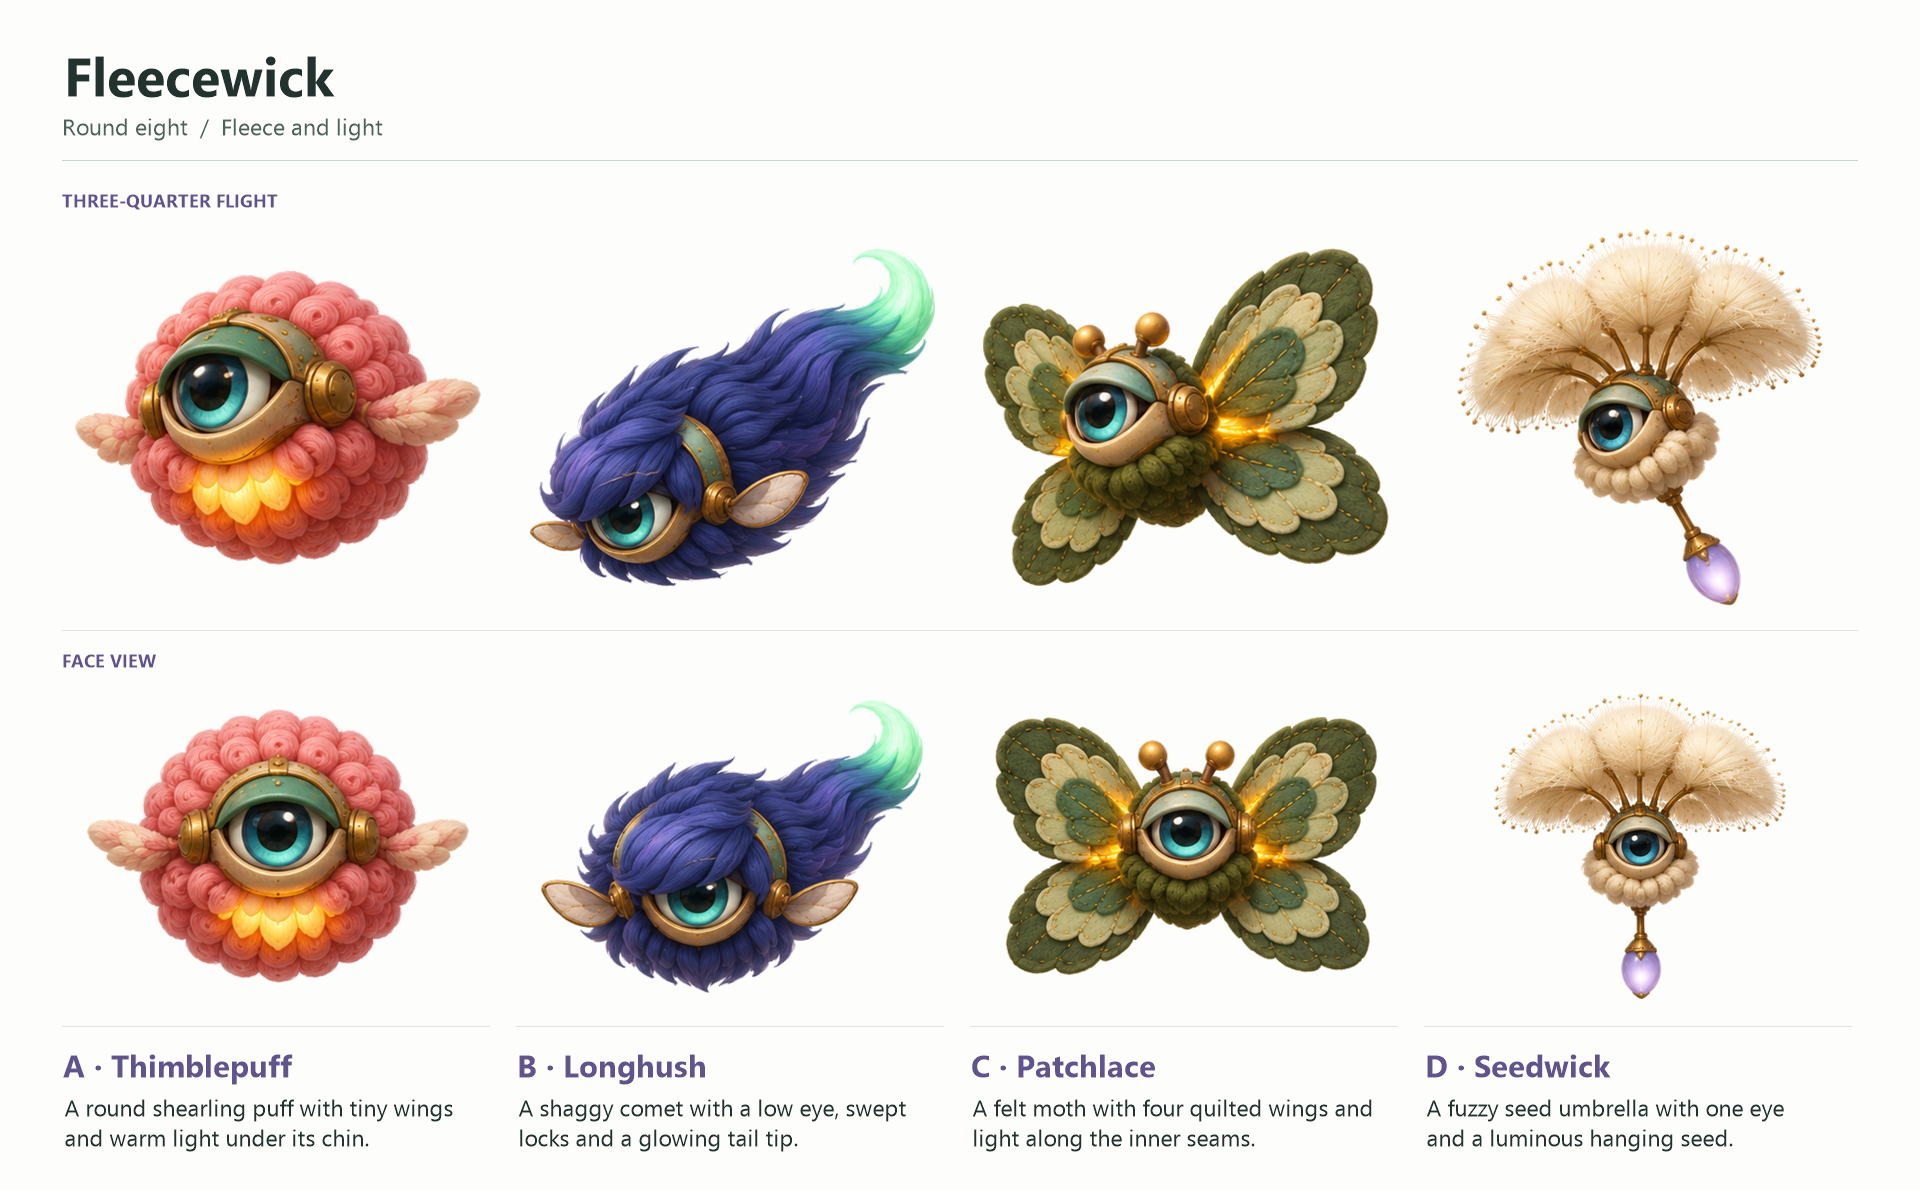 Fleecewick
Round eight / Fleece and light
THREE-QUARTER FLIGHT
FACE VIEW
A · Thimblepuff
A round shearling puff with tiny wings
and warm light under its chin.
B · Longhush
A shaggy comet with a low eye, swept
locks and a glowing tail tip.
C · Patchlace
A felt moth with four quilted wings and
light along the inner seams.
D · Seedwick
A fuzzy seed umbrella with one eye
and a luminous hanging seed.